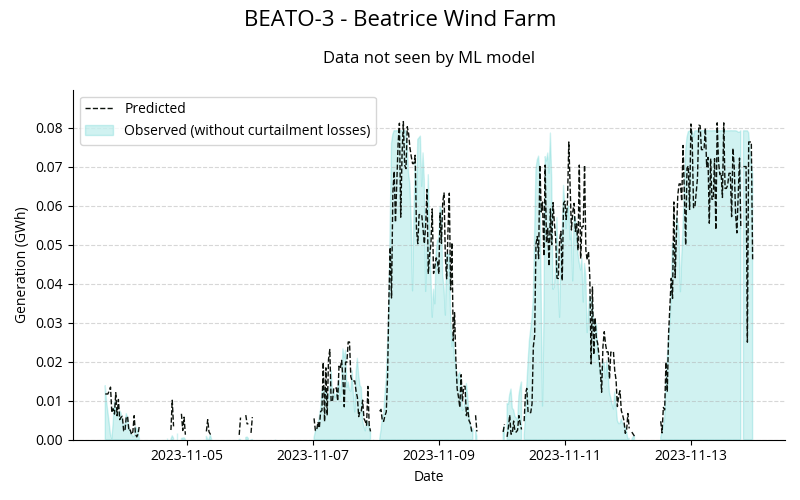 BEATO-3 - Beatrice Wind Farm
Data not seen by ML model
Predicted
Observed (without curtailment losses)
Generation (GWh)
0.08
0.07
0.06
0.05
0.04
0.03
0.02
0.01
0.00
2023-11-05
2023-11-07
2023-11-09
2023-11-11
2023-11-13
Date